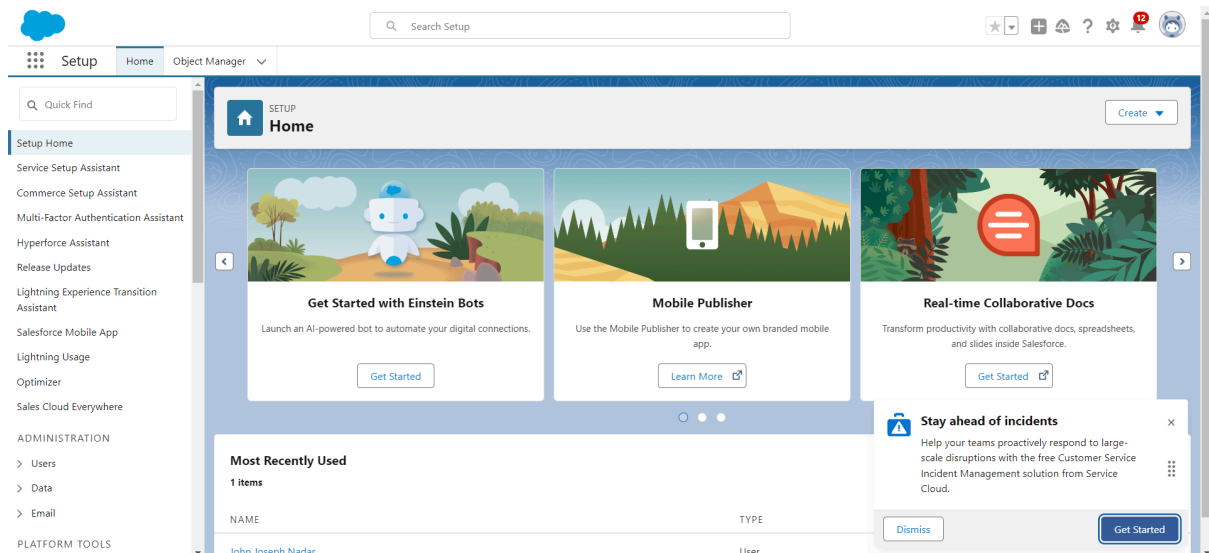 Search Setup
12
Setup
Home
Object Manager
Quick Find
Setup Home
Service Setup Assistant
Commerce Setup Assistant
Multi-Factor Authentication Assistant
Hyperforce Assistant
Release Updates
Lightning Experience Transition
Assistant
Salesforce Mobile App
Lightning Usage
Optimizer
Sales Cloud Everywhere
ADMINISTRATION
Users
Data
Email
PLATFORM TOOLS
SETUP
Home
Create
Get Started with Einstein Bots
Launch an AI-powered bot to automate your digital connections.
Get Started
Mobile Publisher
Use the Mobile Publisher to create your own branded mobile
app.
Learn More
Real-time Collaborative Docs
Transform productivity with collaborative docs, spreadsheets,
and slides inside Salesforce.
Get Started
Most Recently Used
1 items
NAME
TYPE
John Joseph Nadar
User
Stay ahead of incidents
Help your teams proactively respond to large-
scale disruptions with the free Customer Service
Incident Management solution from Service
Cloud.
Dismiss
Get Started